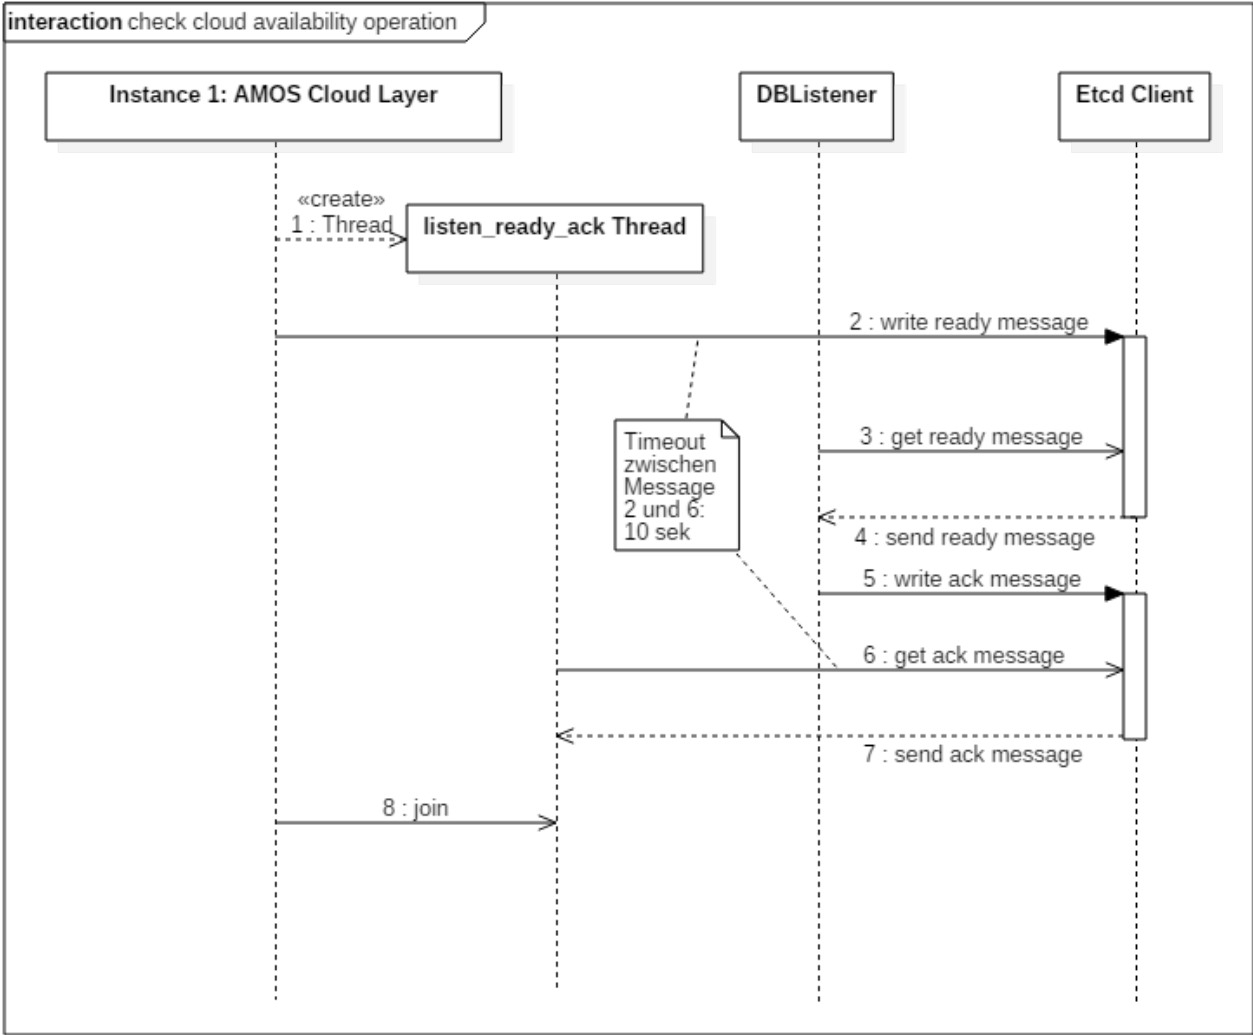 interaction check cloud availability operation
Instance 1: AMOS Cloud Layer
DBListener
Etcd Client
«create»
1 : Thread
listen_ready_ack Thread
2 : write ready message
3 : get ready message
Timeout
zwischen
Message
2 und 6:
10 sek
4 : send ready message
5 : write ack message
6 : get ack message
7 : send ack message
8 : join